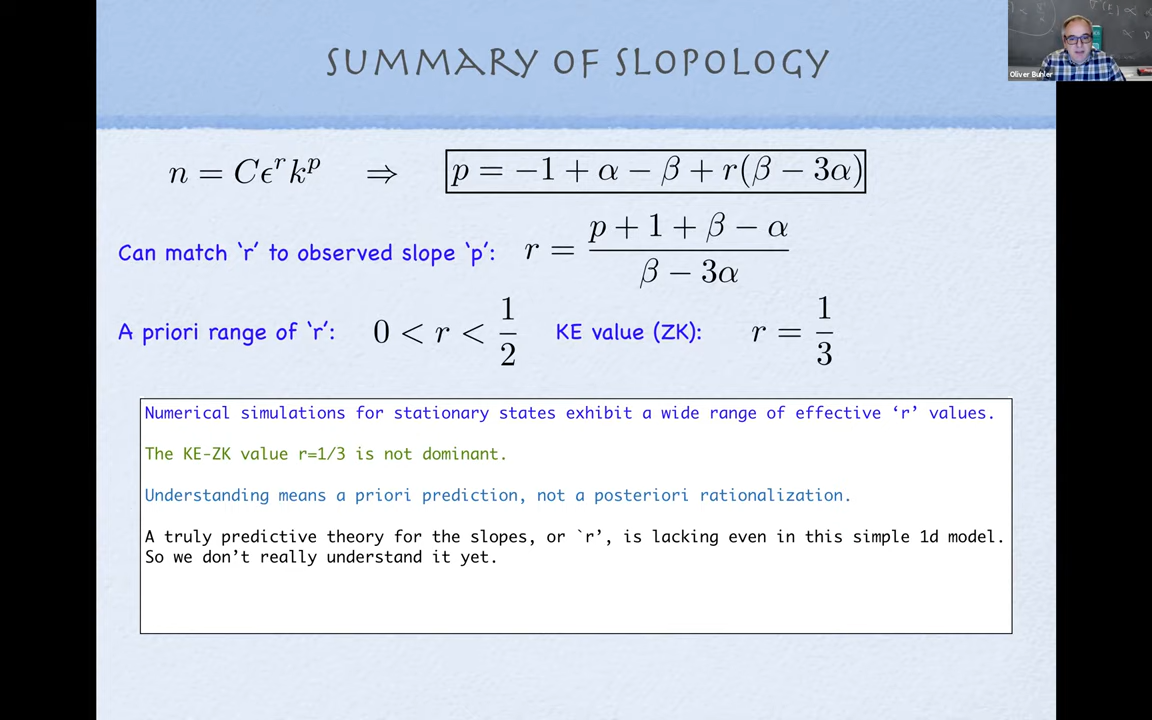 SUMMARY OF SLOPOLOGY
Oliver Buhler
n = Cϵ^r k^p ⇒ p = −1 + α − β + r(β − 3α)
Can match ‘r’ to observed slope ‘p’: r = (p + 1 + β − α) / (β − 3α)
A priori range of ‘r’: 0 < r < 1/2 KE value (ZK): r = 1/3
Numerical simulations for stationary states exhibit a wide range of effective ‘r’ values.
The KE-ZK value r=1/3 is not dominant.
Understanding means a priori prediction, not a posteriori rationalization.
A truly predictive theory for the slopes, or `r’, is lacking even in this simple 1d model.
So we don’t really understand it yet.